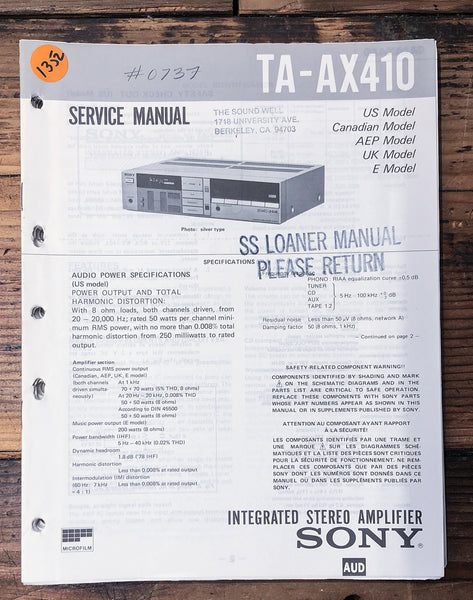 1352
#0737
TA-AX410
SERVICE MANUAL
THE SOUND WELL
1718 UNIVERSITY AVE.
BERKELEY, CA 94703
US Model
Canadian Model
AEP Model
UK Model
E Model
SONY
Photo: silver type
SS LOANER MANUAL
PLEASE RETURN
SPECIFICATIONS
AUDIO POWER SPECIFICATIONS
(US model)
POWER OUTPUT AND TOTAL
HARMONIC DISTORTION:
With 8 ohm loads, both channels driven, from
20 – 20,000 Hz; rated 50 watts per channel mini-
mum RMS power, with no more than 0.008% total
harmonic distortion from 250 milliwatts to rated
output.
Amplifier section
Continuous RMS power output
(Canadian, AEP, UK, E model)
(both channels At 1 kHz
driven simulta- 70 + 70 watts (5% THD, 8 ohms)
neously) At 20 Hz – 20 kHz, 0.008% THD
50 + 50 watts (8 ohms)
According to DIN 45500
50 + 50 watts (8 ohms)
Music power output (E model)
200 watts (8 ohms)
Power bandwidth (IHF)
5 Hz – 40 kHz (0.02% THD)
Dynamic headroom
1.8 dB ('78 IHF)
Harmonic distortion
Less than 0.008% at rated output
Intermodulation (IM) distortion
(60 Hz : 7 kHz Less than 0.008% at rated output
= 4 : 1)
PHONO: RIAA equalization curve ±0.5 dB
TUNER
CD
AUX
TAPE 1.2
5 Hz – 100 kHz dB
Residual noise Less than 50 μV (8 ohms, network A)
Damping factor 50 (8 ohms, 1 kHz)
– Continued on page 2 –
SAFETY-RELATED COMPONENT WARNING!!
COMPONENTS IDENTIFIED BY SHADING AND MARK
⚠ ON THE SCHEMATIC DIAGRAMS AND IN THE PARTS
LIST ARE CRITICAL TO SAFE OPERATION.
REPLACE THESE COMPONENTS WITH SONY PARTS
WHOSE PART NUMBERS APPEAR AS SHOWN IN THIS
MANUAL OR IN SUPPLEMENTS PUBLISHED BY SONY.
ATTENTION AU COMPOSANT AYANT RAPPORT
À LA SÉCURITÉ!
LES COMPOSANTS IDENTIFIÉS PAR UNE TRAME ET
UNE MARQUE ⚠ SUR LES DIAGRAMMES SCHÉ-
MATIQUES ET LA LISTE DES PIÈCES SONT CRITIQUES
POUR LA SÉCURITÉ DE FONCTIONNEMENT. NE REM-
PLACER CES COMPOSANTS QUE PAR DES PIÈCES
SONY DONT LES NUMÉROS SONT DONNÉS DANS CE
MANUEL OU DANS LES SUPPLÉMENTS PUBLIÉS PAR
SONY.
MICROFILM
INTEGRATED STEREO AMPLIFIER
SONY®
AUD